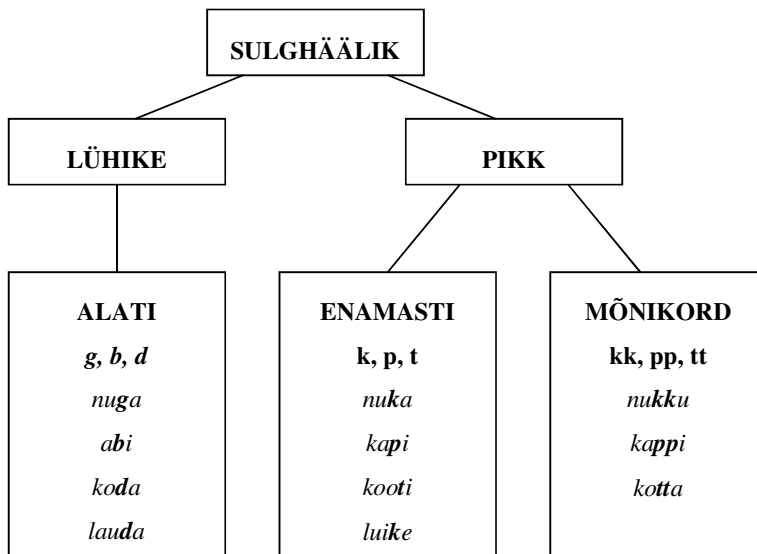 SULGHÄÄLIK
LÜHIKE
PIKK
ALATI
g, b, d
nuga
abi
koda
lauda
ENAMASTI
k, p, t
nuka
kapi
kooti
luike
MÕNIKORD
kk, pp, tt
nukku
kappi
kotta